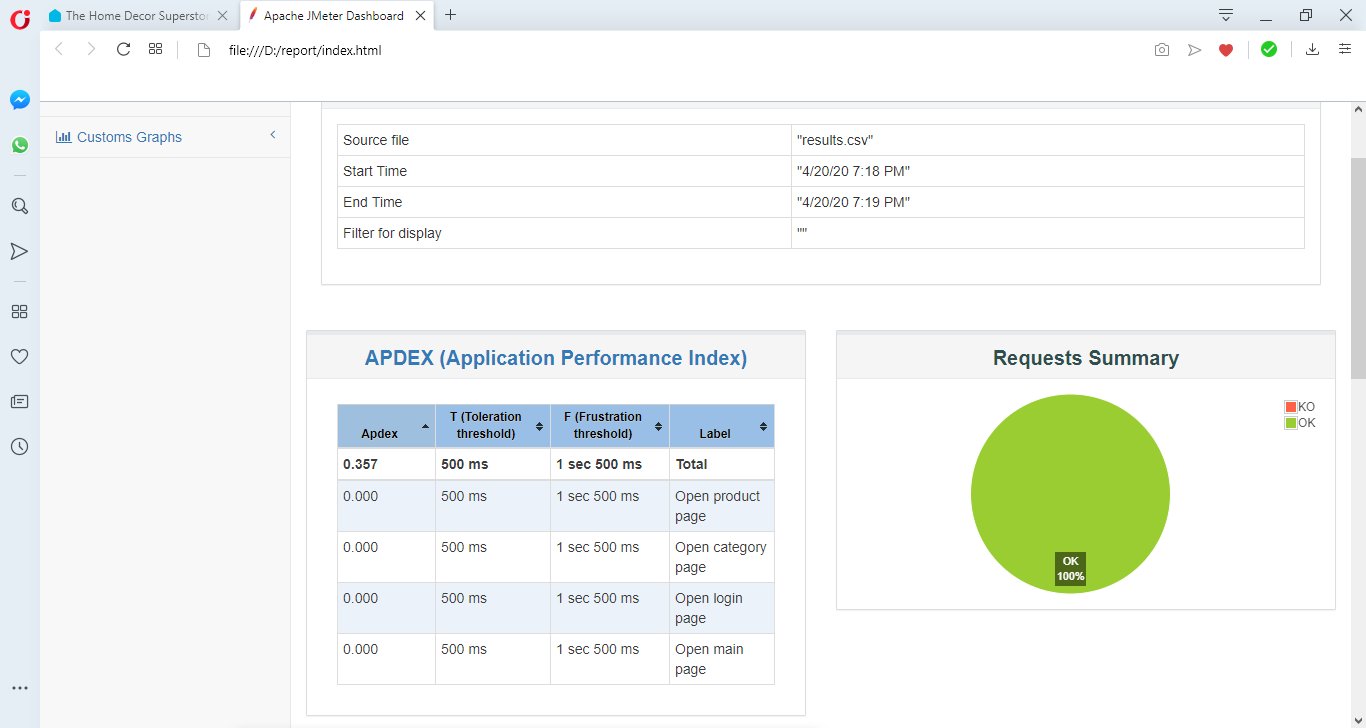 The Home Decor Supersto
Apache JMeter Dashboard
file:///D:/report/index.html
Customs Graphs
Source file "results.csv"
Start Time "4/20/20 7:18 PM"
End Time "4/20/20 7:19 PM"
Filter for display ""
APDEX (Application Performance Index)
Apdex T (Toleration threshold) F (Frustration threshold) Label
0.357 500 ms 1 sec 500 ms Total
0.000 500 ms 1 sec 500 ms Open product page
0.000 500 ms 1 sec 500 ms Open category page
0.000 500 ms 1 sec 500 ms Open login page
0.000 500 ms 1 sec 500 ms Open main page
Requests Summary
KO
OK
OK
100%